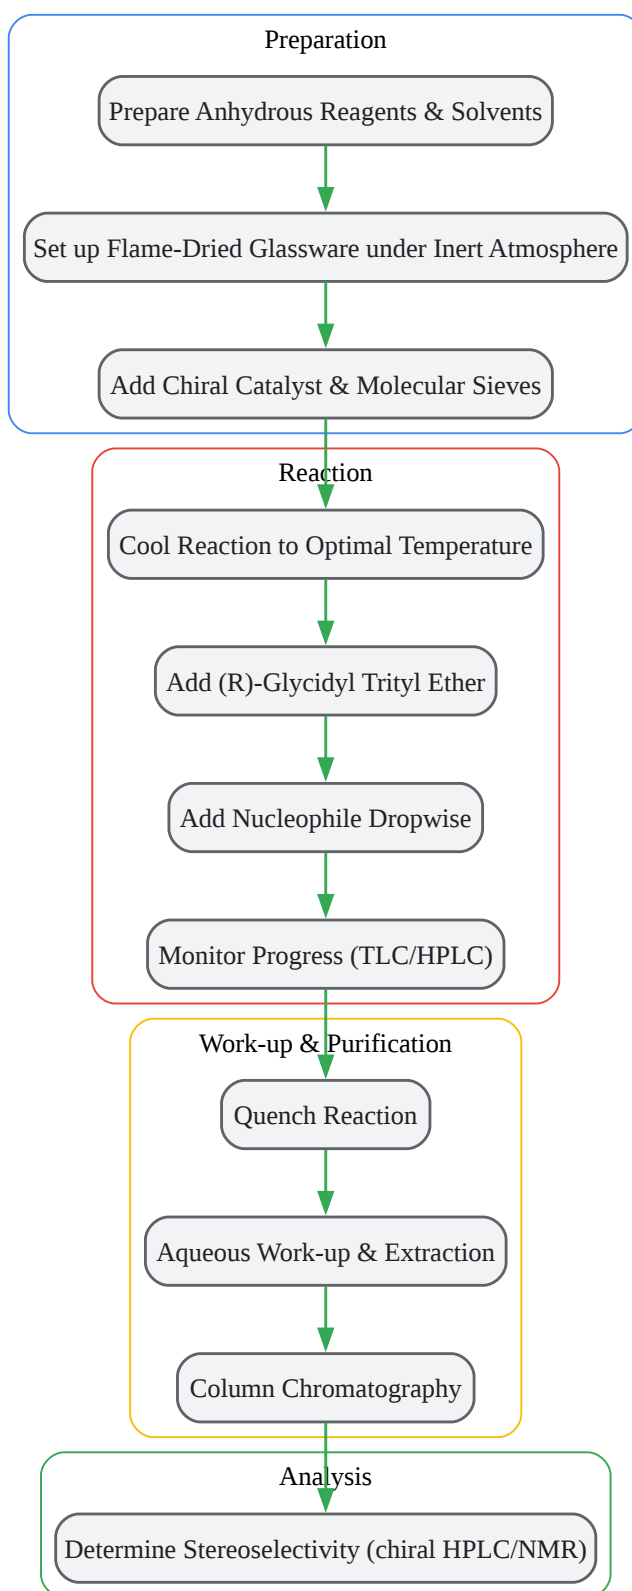 Preparation
Prepare Anhydrous Reagents & Solvents
Set up Flame-Dried Glassware under Inert Atmosphere
Add Chiral Catalyst & Molecular Sieves
Reaction
Cool Reaction to Optimal Temperature
Add (R)-Glycidyl Trityl Ether
Add Nucleophile Dropwise
Monitor Progress (TLC/HPLC)
Work-up & Purification
Quench Reaction
Aqueous Work-up & Extraction
Column Chromatography
Analysis
Determine Stereoselectivity (chiral HPLC/NMR)